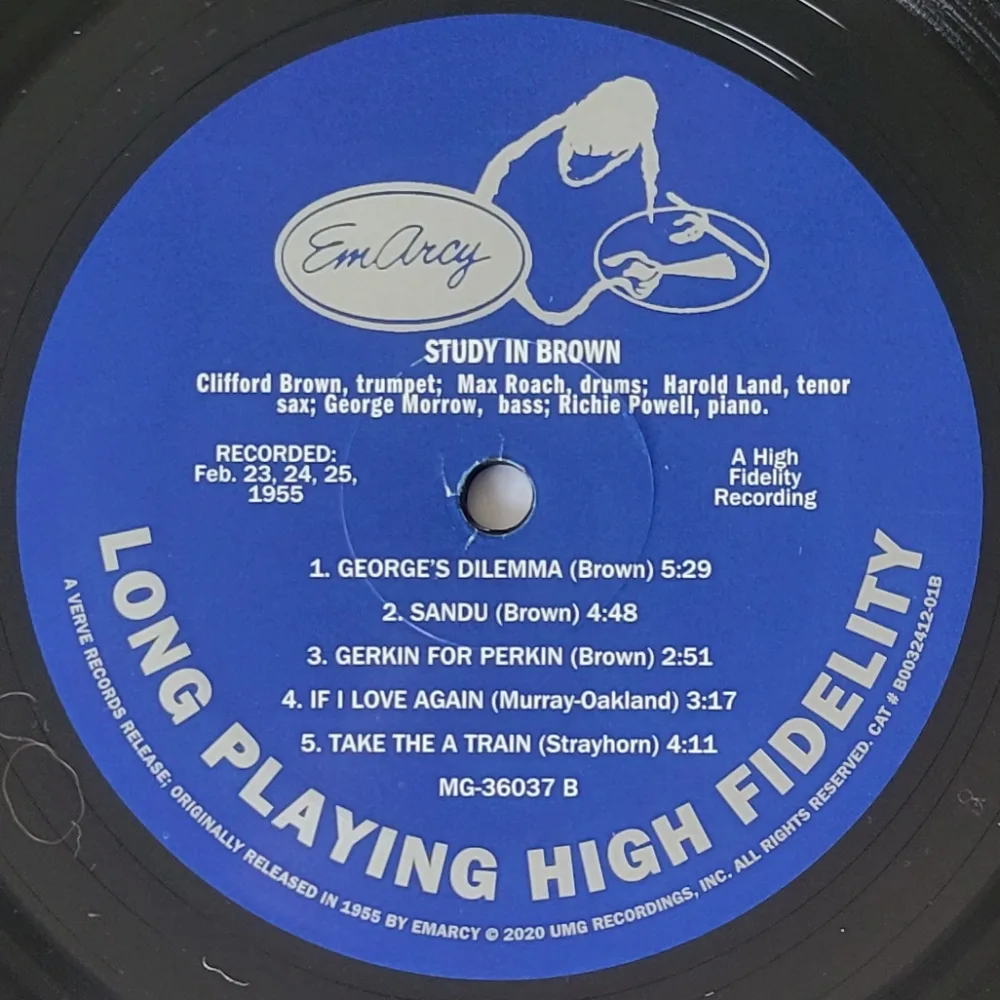 EmArcy
STUDY IN BROWN
Clifford Brown, trumpet; Max Roach, drums; Harold Land, tenor
sax; George Morrow, bass; Richie Powell, piano.
RECORDED:
Feb. 23, 24, 25,
1955
A High
Fidelity
Recording
1. GEORGE'S DILEMMA (Brown) 5:29
2. SANDU (Brown) 4:48
3. GERKIN FOR PERKIN (Brown) 2:51
4. IF I LOVE AGAIN (Murray-Oakland) 3:17
5. TAKE THE A TRAIN (Strayhorn) 4:11
MG-36037 B
LONG PLAYING HIGH FIDELITY
A VERVE RECORDS RELEASE; ORIGINALLY RELEASED IN 1955 BY EMARCY © 2020 UMG RECORDINGS, INC. ALL RIGHTS RESERVED. CAT # B0032412-01B